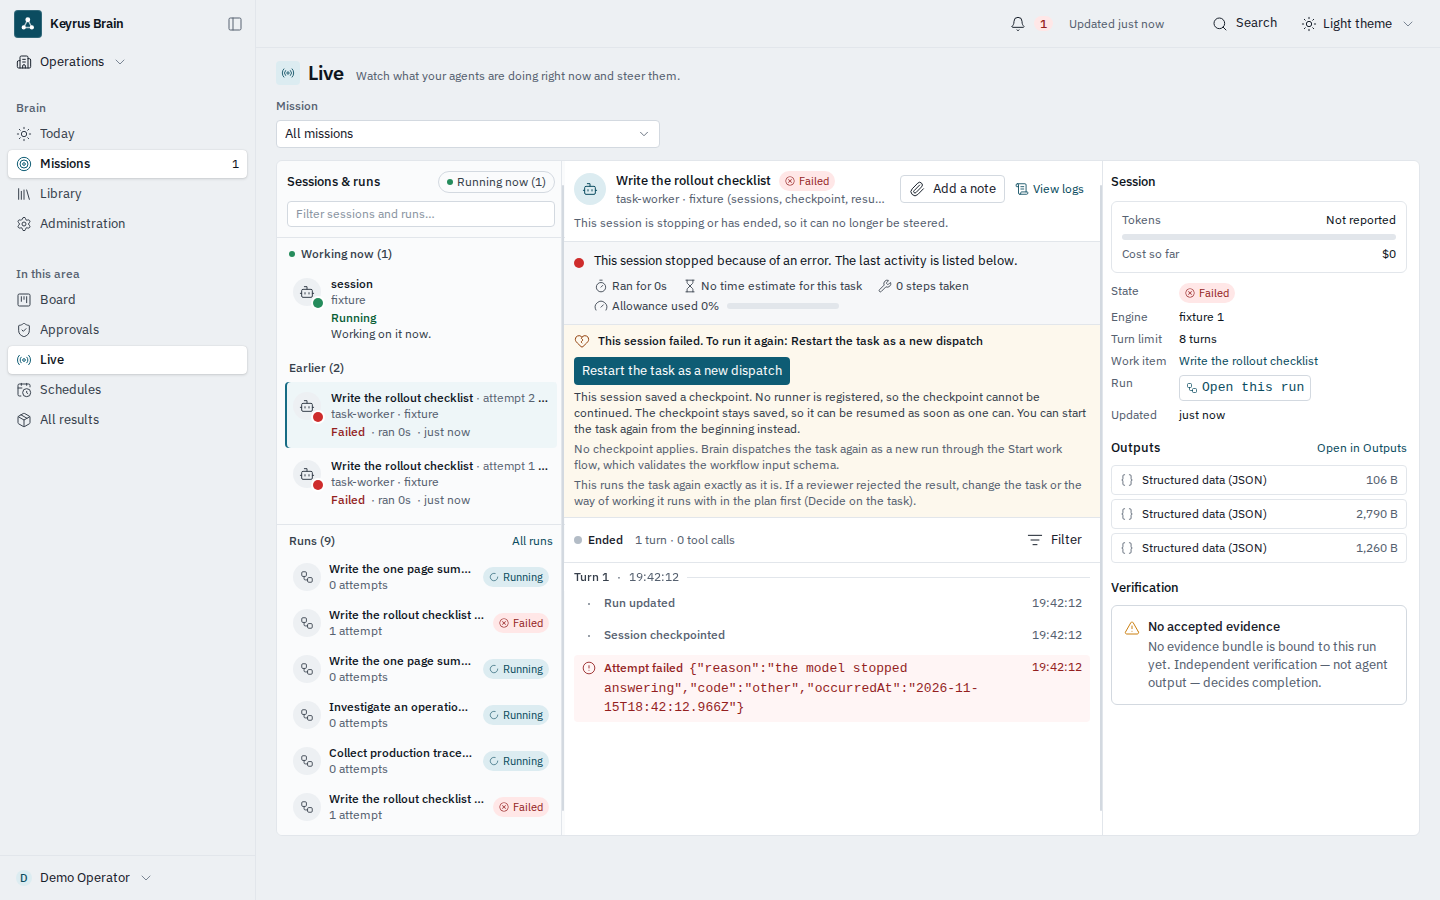 Keyrus Brain
Operations
Brain
Today
Missions 1
Library
Administration
In this area
Board
Approvals
Live
Schedules
All results
D Demo Operator
1 Updated just now Search Light theme
Live Watch what your agents are doing right now and steer them.
Mission
All missions
Sessions & runs Running now (1)
Filter sessions and runs...
Working now (1)
session
fixture
Running
Working on it now.
Earlier (2)
Write the rollout checklist · attempt 2 ...
task-worker · fixture
Failed · ran 0s · just now
Write the rollout checklist · attempt 1 ...
task-worker · fixture
Failed · ran 0s · just now
Runs (9) All runs
Write the one page sum... Running
0 attempts
Write the rollout checklist ... Failed
1 attempt
Write the one page sum... Running
0 attempts
Investigate an operatio... Running
0 attempts
Collect production trace... Running
0 attempts
Write the rollout checklist ... Failed
1 attempt
Write the rollout checklist Failed
task-worker · fixture (sessions, checkpoint, resu...
Add a note View logs
This session is stopping or has ended, so it can no longer be steered.
This session stopped because of an error. The last activity is listed below.
Ran for 0s No time estimate for this task 0 steps taken
Allowance used 0%
This session failed. To run it again: Restart the task as a new dispatch
Restart the task as a new dispatch
This session saved a checkpoint. No runner is registered, so the checkpoint cannot be
continued. The checkpoint stays saved, so it can be resumed as soon as one can. You can start
the task again from the beginning instead.
No checkpoint applies. Brain dispatches the task again as a new run through the Start work
flow, which validates the workflow input schema.
This runs the task again exactly as it is. If a reviewer rejected the result, change the task or the
way of working it runs with in the plan first (Decide on the task).
Ended 1 turn · 0 tool calls Filter
Turn 1 · 19:42:12
· Run updated 19:42:12
· Session checkpointed 19:42:12
Attempt failed {"reason":"the model stopped 19:42:12
answering","code":"other","occurredAt":"2026-11-
15T18:42:12.966Z"}
Session
Tokens Not reported
Cost so far $0
State Failed
Engine fixture 1
Turn limit 8 turns
Work item Write the rollout checklist
Run Open this run
Updated just now
Outputs Open in Outputs
{ } Structured data (JSON) 106 B
{ } Structured data (JSON) 2,790 B
{ } Structured data (JSON) 1,260 B
Verification
No accepted evidence
No evidence bundle is bound to this run
yet. Independent verification — not agent
output — decides completion.